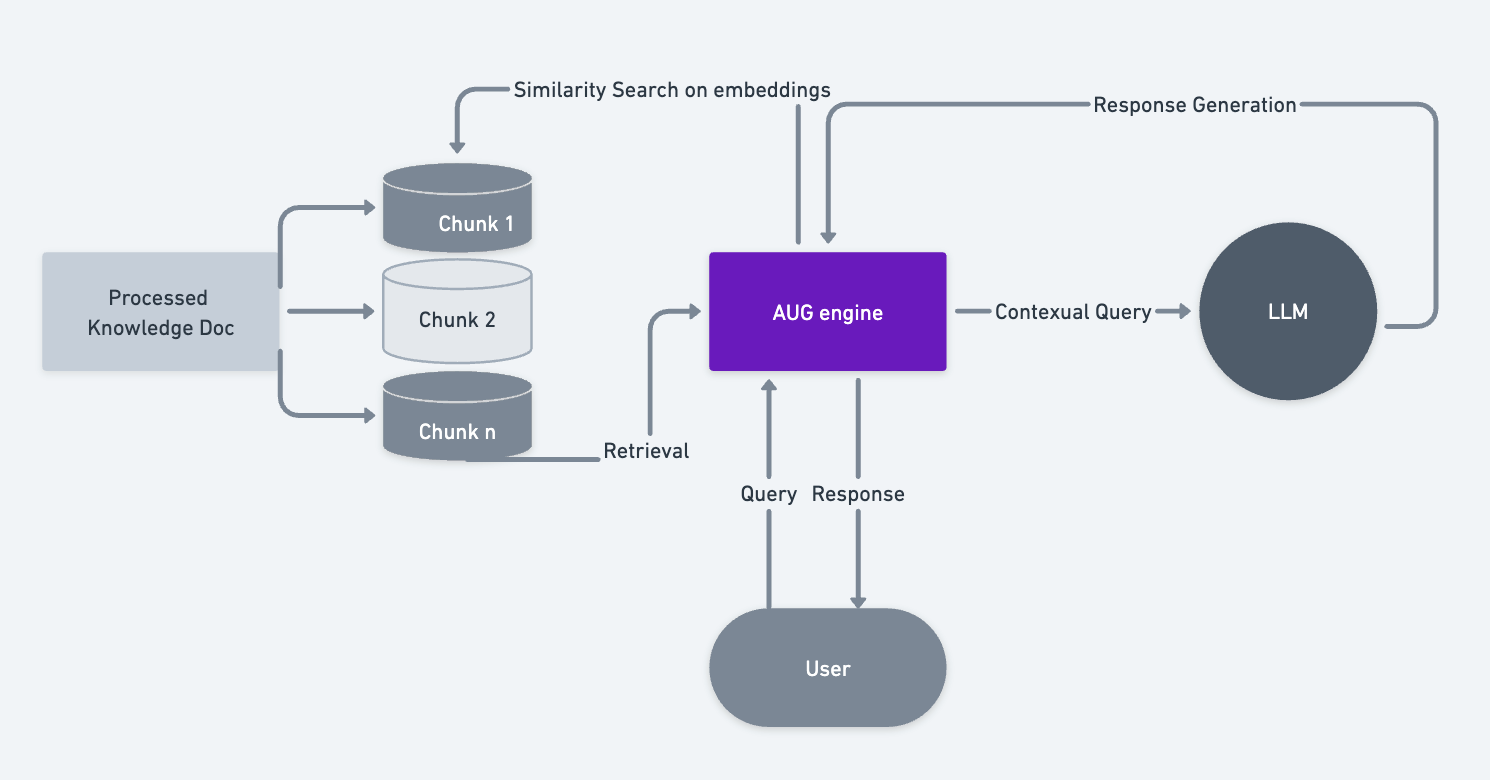 Similarity Search on embeddings
Response Generation
Chunk 1
Processed
Knowledge Doc
Chunk 2
AUG engine
Contexual Query
LLM
Chunk n
Retrieval
Query
Response
User